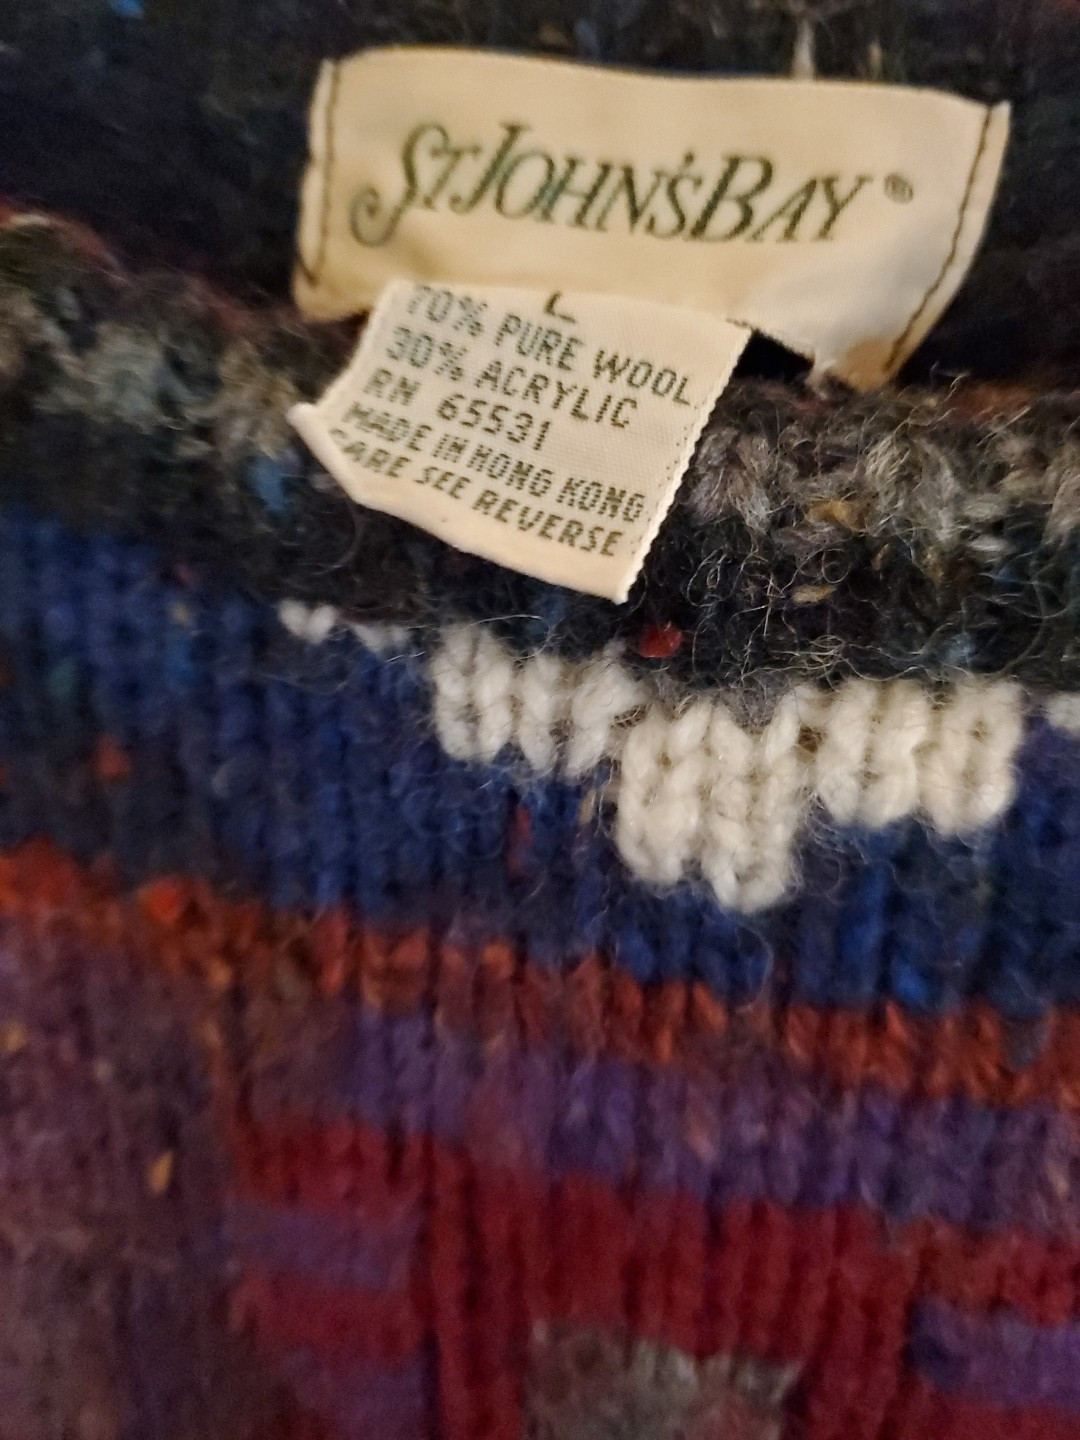 ST JOHN'S BAY ®
L
70% PURE WOOL
30% ACRYLIC
RN 65531
MADE IN HONG KONG
CARE SEE REVERSE